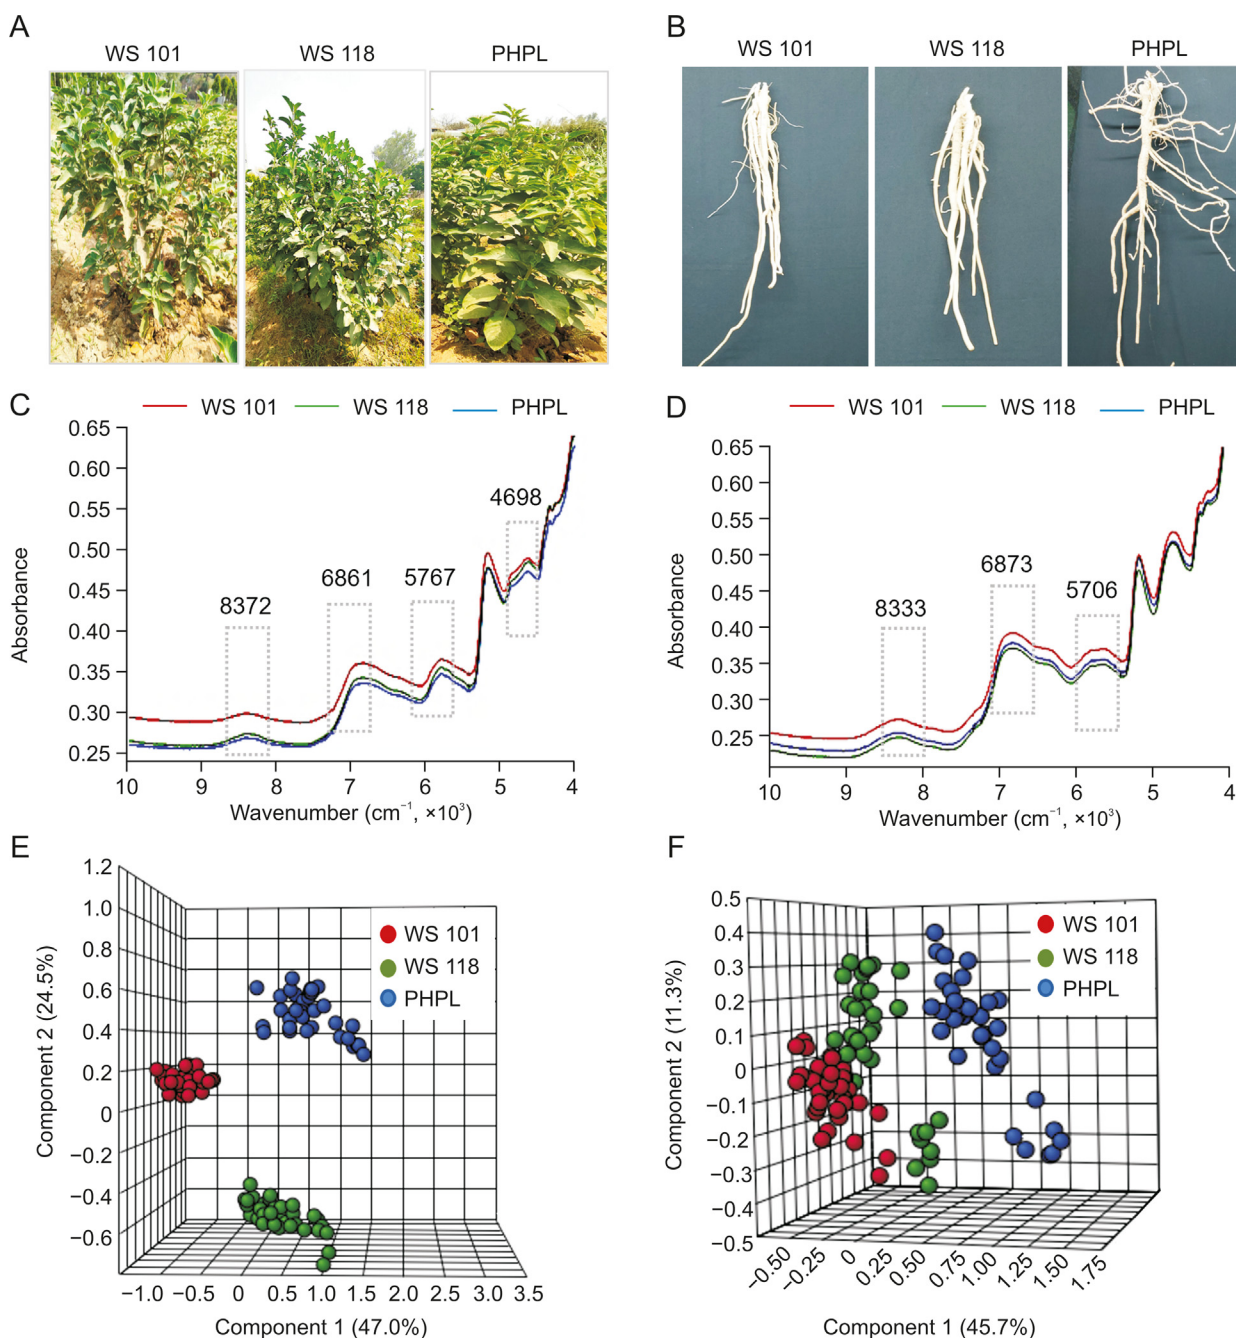 A
WS 101 WS 118 PHPL
B
WS 101 WS 118 PHPL
C
WS 101 WS 118 PHPL
0.65
0.60
0.55
0.50
0.45
0.40
0.35
0.30
0.25
Absorbance
8372
6861
5767
4698
10 9 8 7 6 5 4
Wavenumber (cm⁻¹, ×10³)
D
WS 101 WS 118 PHPL
0.65
0.60
0.55
0.50
0.45
0.40
0.35
0.30
0.25
Absorbance
8333
6873
5706
10 9 8 7 6 5 4
Wavenumber (cm⁻¹, ×10³)
E
1.2
1.0
0.8
0.6
0.4
0.2
0
−0.2
−0.4
−0.6
Component 2 (24.5%)
WS 101
WS 118
PHPL
−1.0 −0.5 0 0.5 1.0 1.5 2.0 2.5 3.0 3.5
Component 1 (47.0%)
F
0.5
0.4
0.3
0.2
0.1
0
−0.1
−0.2
−0.3
−0.4
−0.5
Component 2 (11.3%)
WS 101
WS 118
PHPL
−0.50 −0.25 0 0.25 0.50 0.75 1.00 1.25 1.50 1.75
Component 1 (45.7%)